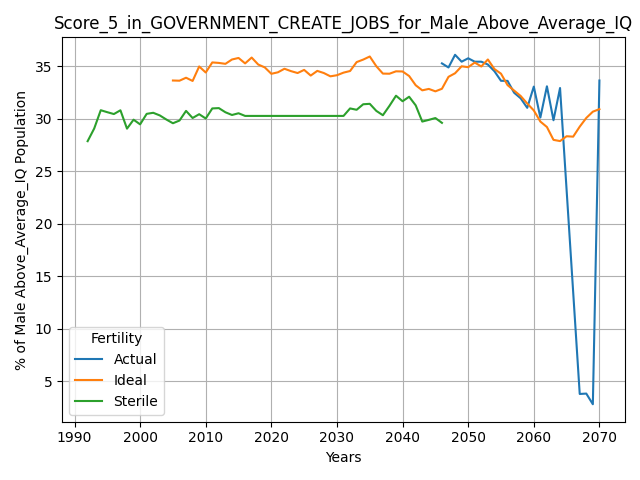 Score_5_in_GOVERNMENT_CREATE_JOBS_for_Male_Above_Average_IQ
% of Male Above_Average_IQ Population
35
30
25
20
15
10
5
Fertility
Actual
Ideal
Sterile
1990 2000 2010 2020 2030 2040 2050 2060 2070
Years